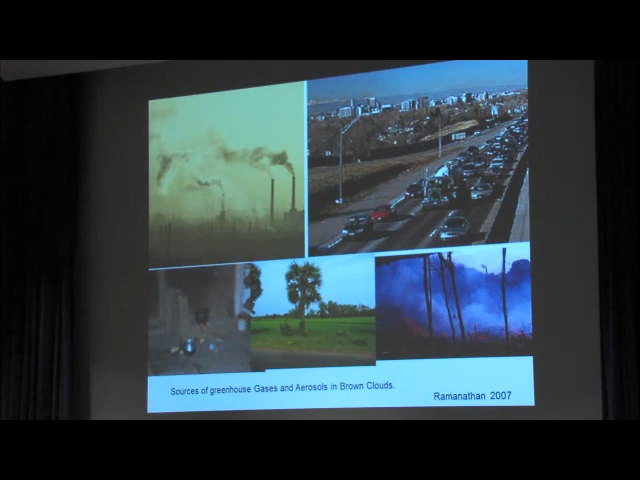 Sources of greenhouse Gases and Aerosols in Brown Clouds.
Ramanathan 2007